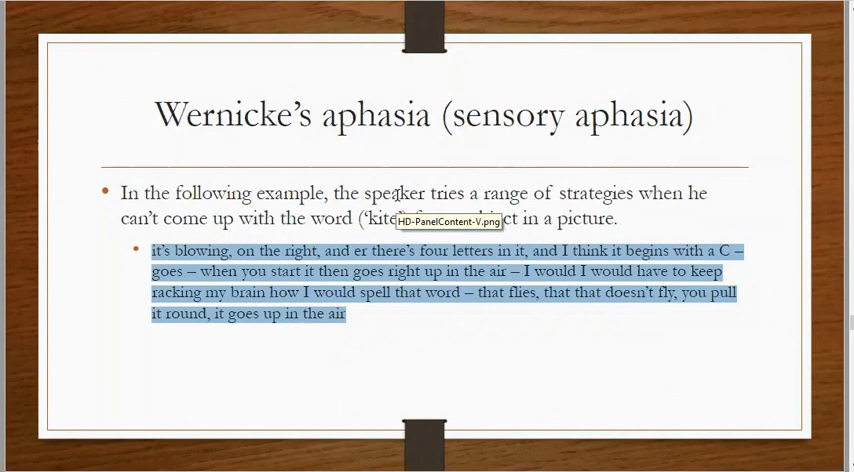 Wernicke's aphasia (sensory aphasia)
• In the following example, the speaker tries a range of strategies when he
can't come up with the word ('kite') ct in a picture.
HD-PanelContent-V.png
• it's blowing, on the right, and er there's four letters in it, and I think it begins with a C –
goes – when you start it then goes right up in the air – I would I would have to keep
racking my brain how I would spell that word – that flies, that that doesn't fly, you pull
it round, it goes up in the air